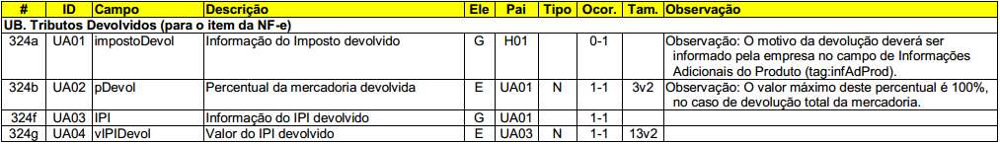 # ID Campo Descrição Ele Pai Tipo Ocor. Tam. Observação
UB. Tributos Devolvidos (para o item da NF-e)
324a UA01 impostoDevol Informação do Imposto devolvido G H01 0-1 Observação: O motivo da devolução deverá ser
informado pela empresa no campo de Informações
Adicionais do Produto (tag:infAdProd).
324b UA02 pDevol Percentual da mercadoria devolvida E UA01 N 1-1 3v2 Observação: O valor máximo deste percentual é 100%,
no caso de devolução total da mercadoria.
324f UA03 IPI Informação do IPI devolvido G UA01 1-1
324g UA04 vIPIDevol Valor do IPI devolvido E UA03 N 1-1 13v2